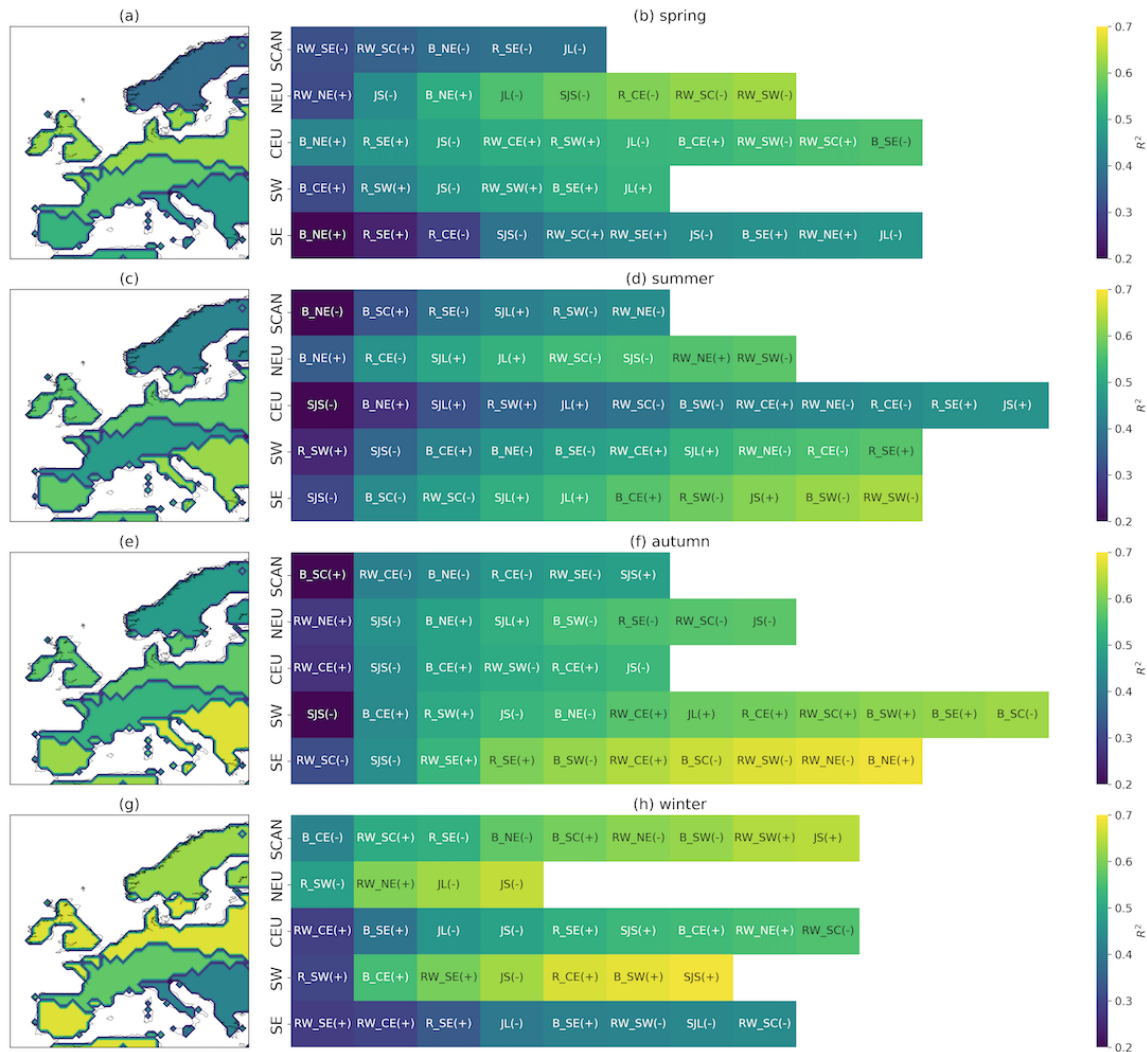 (a)
(b) spring
SCAN RW_SE(-) RW_SC(+) B_NE(-) R_SE(-) JL(-)
NEU RW_NE(+) JS(-) B_NE(+) JL(-) SJS(-) R_CE(-) RW_SC(-) RW_SW(-)
CEU B_NE(+) R_SE(+) JS(-) RW_CE(+) R_SW(+) JL(-) B_CE(+) RW_SW(-) RW_SC(+) B_SE(-)
SW B_CE(+) R_SW(+) JS(-) RW_SW(+) B_SE(+) JL(+)
SE B_NE(+) R_SE(+) R_CE(-) SJS(-) RW_SC(+) RW_SE(+) JS(-) B_SE(+) RW_NE(+) JL(-)
0.7
0.6
0.5
0.4
0.3
0.2
R²
(c)
(d) summer
SCAN B_NE(-) B_SC(+) R_SE(-) SJL(+) R_SW(-) RW_NE(-)
NEU B_NE(+) R_CE(-) SJL(+) JL(+) RW_SC(-) SJS(-) RW_NE(+) RW_SW(-)
CEU SJS(-) B_NE(+) SJL(+) R_SW(+) JL(+) RW_SC(-) B_SW(-) RW_CE(+) RW_NE(-) R_CE(-) R_SE(+) JS(+)
SW R_SW(+) SJS(-) B_CE(+) B_NE(-) B_SE(-) RW_CE(+) SJL(+) RW_NE(-) R_CE(-) R_SE(+)
SE SJS(-) B_SC(-) RW_SC(-) SJL(+) JL(+) B_CE(+) R_SW(-) JS(+) B_SW(-) RW_SW(-)
0.7
0.6
0.5
0.4
0.3
0.2
R²
(e)
(f) autumn
SCAN B_SC(+) RW_CE(-) B_NE(-) R_CE(-) RW_SE(-) SJS(+)
NEU RW_NE(+) SJS(-) B_NE(+) SJL(+) B_SW(-) R_SE(-) RW_SC(-) JS(-)
CEU RW_CE(+) SJS(-) B_CE(+) RW_SW(-) R_CE(+) JS(-)
SW SJS(-) B_CE(+) R_SW(+) JS(-) B_NE(-) RW_CE(+) JL(+) R_CE(+) RW_SC(+) B_SW(+) B_SE(+) B_SC(-)
SE RW_SC(-) SJS(-) RW_SE(+) R_SE(+) B_SW(-) RW_CE(+) B_SC(-) RW_SW(-) RW_NE(-) B_NE(+)
0.7
0.6
0.5
0.4
0.3
0.2
R²
(g)
(h) winter
SCAN B_CE(-) RW_SC(+) R_SE(-) B_NE(-) B_SC(+) RW_NE(-) B_SW(-) RW_SW(+) JS(+)
NEU R_SW(-) RW_NE(+) JL(-) JS(-)
CEU RW_CE(+) B_SE(+) JL(-) JS(-) R_SE(+) SJS(+) B_CE(+) RW_NE(+) RW_SC(-)
SW R_SW(+) B_CE(+) RW_SE(+) JS(-) R_CE(+) B_SW(+) SJS(+)
SE RW_SE(+) RW_CE(+) R_SE(+) JL(-) B_SE(+) RW_SW(-) SJL(-) RW_SC(-)
0.7
0.6
0.5
0.4
0.3
0.2
R²